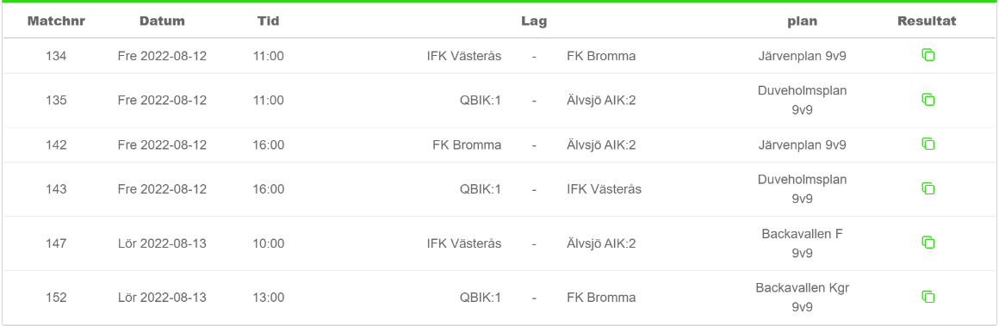 Matchnr Datum Tid Lag plan Resultat
134 Fre 2022-08-12 11:00 IFK Västerås - FK Bromma Järvenplan 9v9
135 Fre 2022-08-12 11:00 QBIK:1 - Älvsjö AIK:2 Duveholmsplan
9v9
142 Fre 2022-08-12 16:00 FK Bromma - Älvsjö AIK:2 Järvenplan 9v9
143 Fre 2022-08-12 16:00 QBIK:1 - IFK Västerås Duveholmsplan
9v9
147 Lör 2022-08-13 10:00 IFK Västerås - Älvsjö AIK:2 Backavallen F
9v9
152 Lör 2022-08-13 13:00 QBIK:1 - FK Bromma Backavallen Kgr
9v9